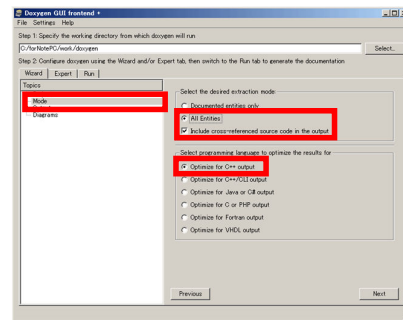 Doxygen GUI frontend +
File Settings Help
Step 1: Specify the working directory from which doxygen will run
C:/forNotePC/work/doxygen
Select...
Step 2: Configure doxygen using the Wizard and/or Expert tab, then switch to the Run tab to generate the documentation
Wizard Expert Run
Topics
Mode
Diagrams
Select the desired extraction mode:
Documented entities only
All Entities
Include cross-referenced source code in the output
Select programming language to optimize the results for
Optimize for C++ output
Optimize for C++/CLI output
Optimize for Java or C# output
Optimize for C or PHP output
Optimize for Fortran output
Optimize for VHDL output
Previous
Next